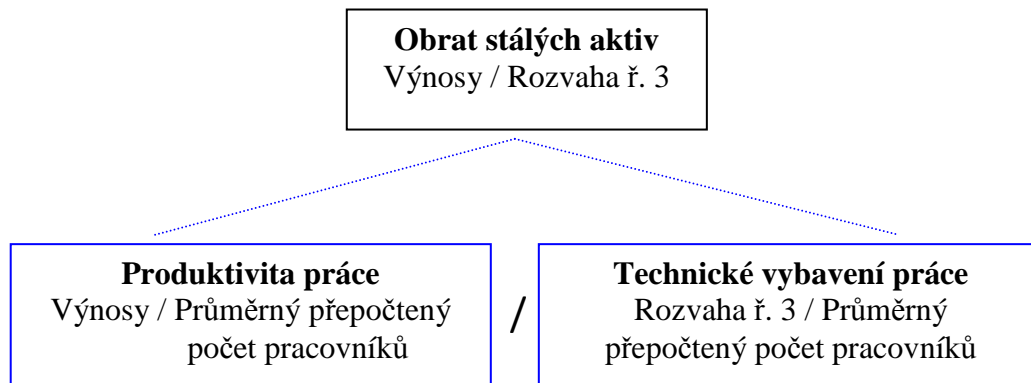 Obrat stálých aktiv
Výnosy / Rozvaha ř. 3
Produktivita práce
Výnosy / Průměrný přepočtený
počet pracovníků
/
Technické vybavení práce
Rozvaha ř. 3 / Průměrný
přepočtený počet pracovníků